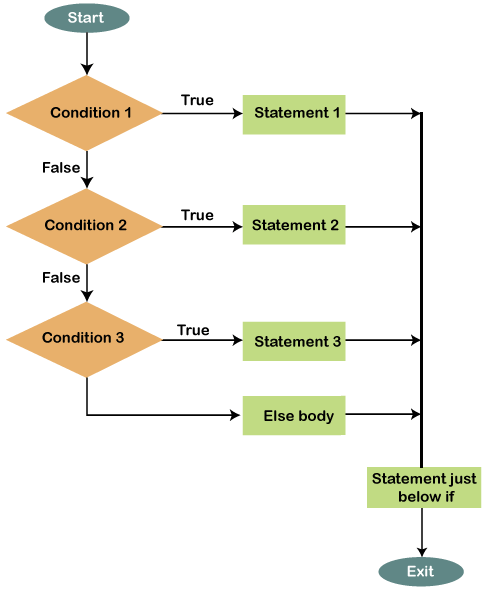 Start
Condition 1
True
Statement 1
False
Condition 2
True
Statement 2
False
Condition 3
True
Statement 3
Else body
Statement just
below if
Exit